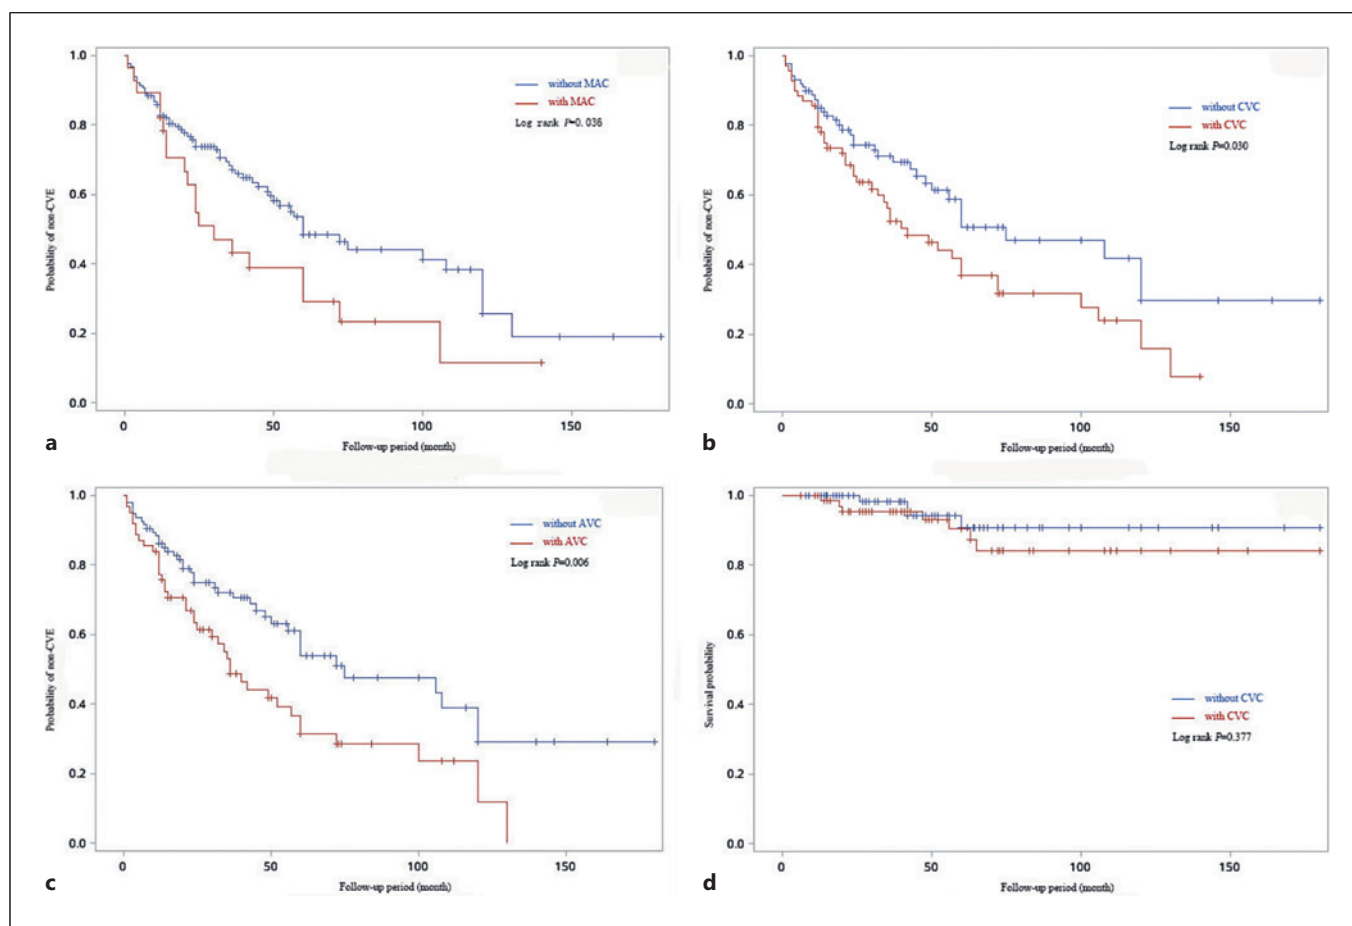 1.0
0.8
0.6
0.4
0.2
0.0
Probability of non-CVE
without MAC
with MAC
Log rank P=0.036
0 50 100 150
Follow-up period (month)
a
1.0
0.8
0.6
0.4
0.2
0.0
Probability of non-CVE
without CVC
with CVC
Log rank P=0.030
0 50 100 150
Follow-up period (month)
b
1.0
0.8
0.6
0.4
0.2
0.0
Probability of non-CVE
without AVC
with AVC
Log rank P=0.006
0 50 100 150
Follow-up period (month)
c
1.0
0.8
0.6
0.4
0.2
0.0
Survival probability
without CVC
with CVC
Log rank P=0.377
0 50 100 150
Follow-up period (month)
d